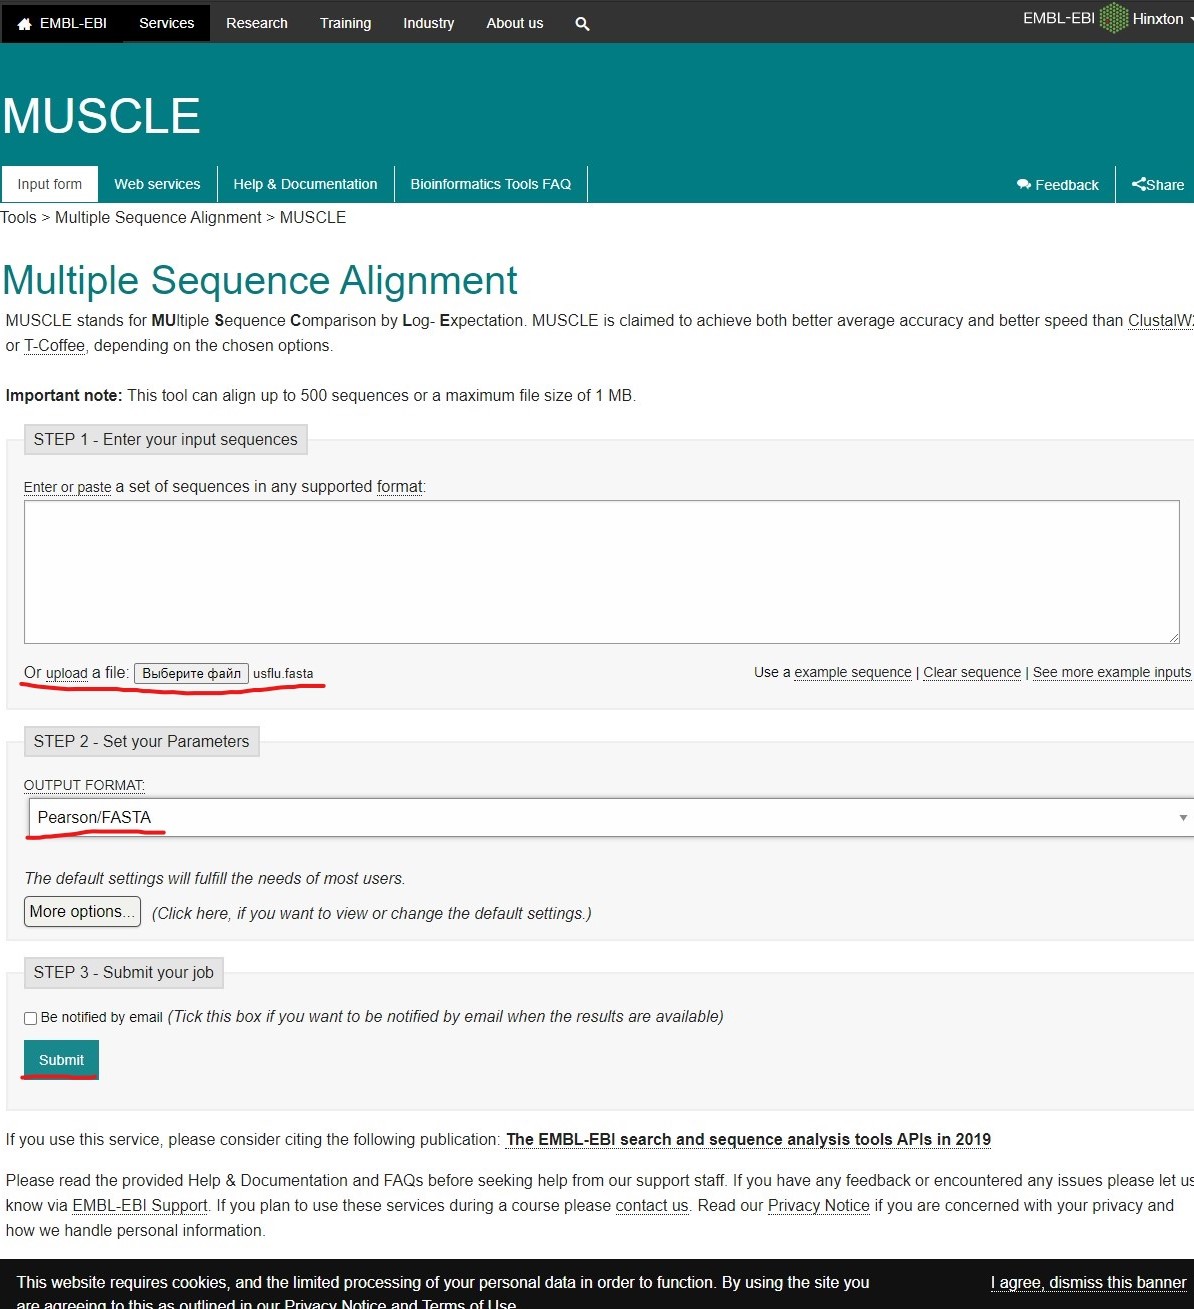 EMBL-EBI Services Research Training Industry About us EMBL-EBI Hinxton
MUSCLE
Input form Web services Help & Documentation Bioinformatics Tools FAQ Feedback Share
Tools > Multiple Sequence Alignment > MUSCLE
Multiple Sequence Alignment
MUSCLE stands for MUltiple Sequence Comparison by Log- Expectation. MUSCLE is claimed to achieve both better average accuracy and better speed than ClustalW2
or T-Coffee, depending on the chosen options.
Important note: This tool can align up to 500 sequences or a maximum file size of 1 MB.
STEP 1 - Enter your input sequences
Enter or paste a set of sequences in any supported format:
Or upload a file: Выберите файл usflu.fasta Use a example sequence | Clear sequence | See more example inputs
STEP 2 - Set your Parameters
OUTPUT FORMAT:
Pearson/FASTA
The default settings will fulfill the needs of most users.
More options... (Click here, if you want to view or change the default settings.)
STEP 3 - Submit your job
Be notified by email (Tick this box if you want to be notified by email when the results are available)
Submit
If you use this service, please consider citing the following publication: The EMBL-EBI search and sequence analysis tools APIs in 2019
Please read the provided Help & Documentation and FAQs before seeking help from our support staff. If you have any feedback or encountered any issues please let us
know via EMBL-EBI Support. If you plan to use these services during a course please contact us. Read our Privacy Notice if you are concerned with your privacy and
how we handle personal information.
This website requires cookies, and the limited processing of your personal data in order to function. By using the site you I agree, dismiss this banner
are agreeing to this as outlined in our Privacy Notice and Terms of Use.